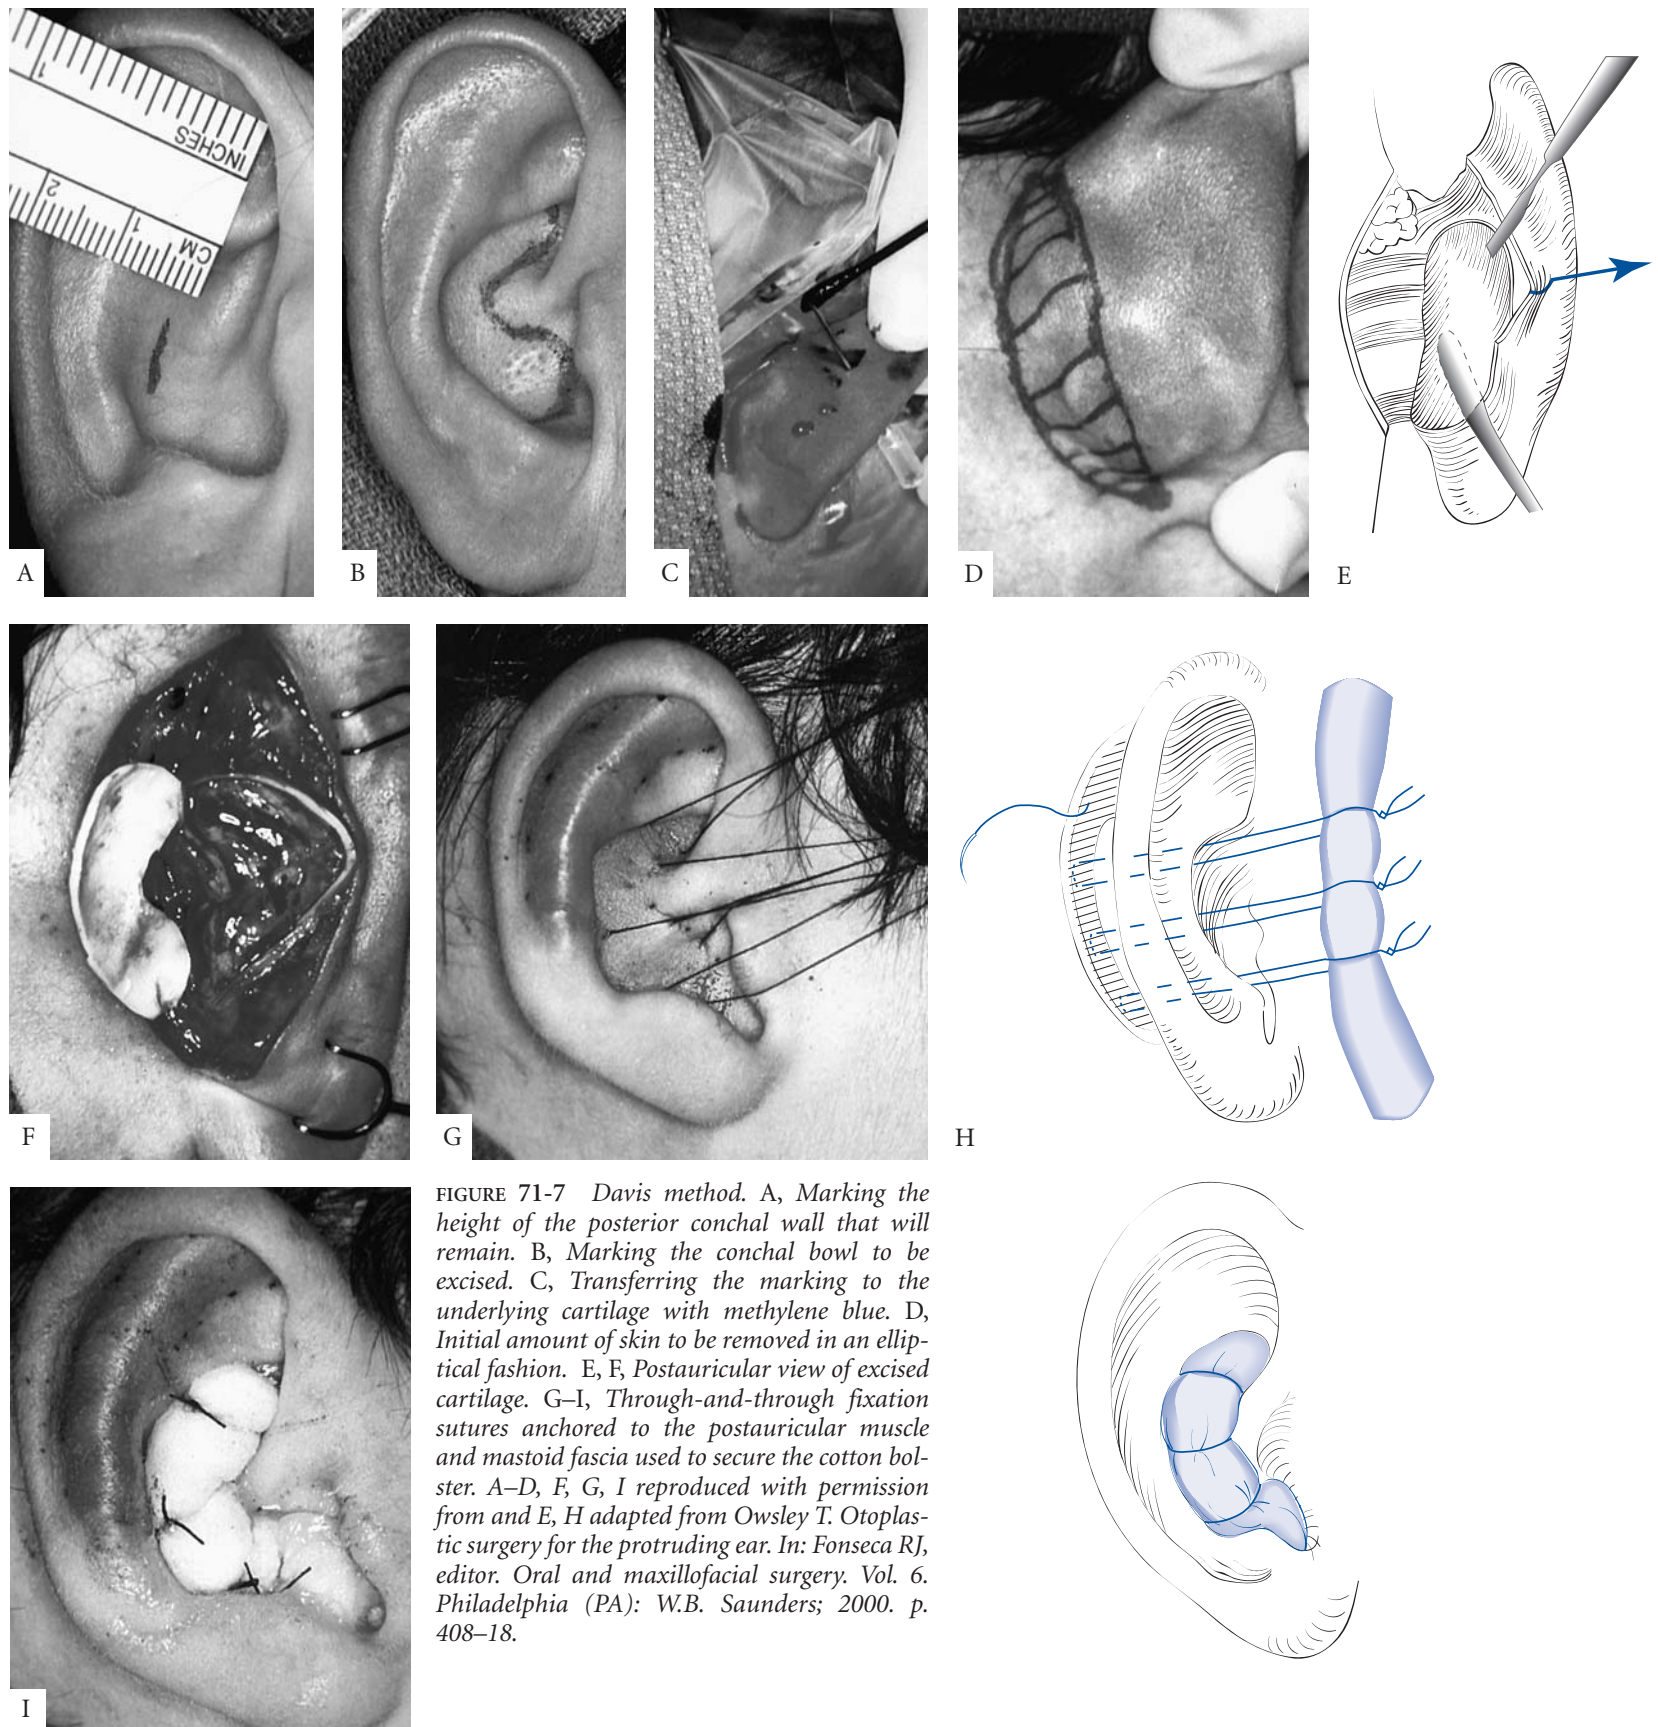 1
INCHES
2
1
CM
A
B
C
D
E
F
G
H
FIGURE 71-7 Davis method. A, Marking the
height of the posterior conchal wall that will
remain. B, Marking the conchal bowl to be
excised. C, Transferring the marking to the
underlying cartilage with methylene blue. D,
Initial amount of skin to be removed in an ellip-
tical fashion. E, F, Postauricular view of excised
cartilage. G–I, Through-and-through fixation
sutures anchored to the postauricular muscle
and mastoid fascia used to secure the cotton bol-
ster. A–D, F, G, I reproduced with permission
from and E, H adapted from Owsley T. Otoplas-
tic surgery for the protruding ear. In: Fonseca RJ,
editor. Oral and maxillofacial surgery. Vol. 6.
Philadelphia (PA): W.B. Saunders; 2000. p.
408–18.
I